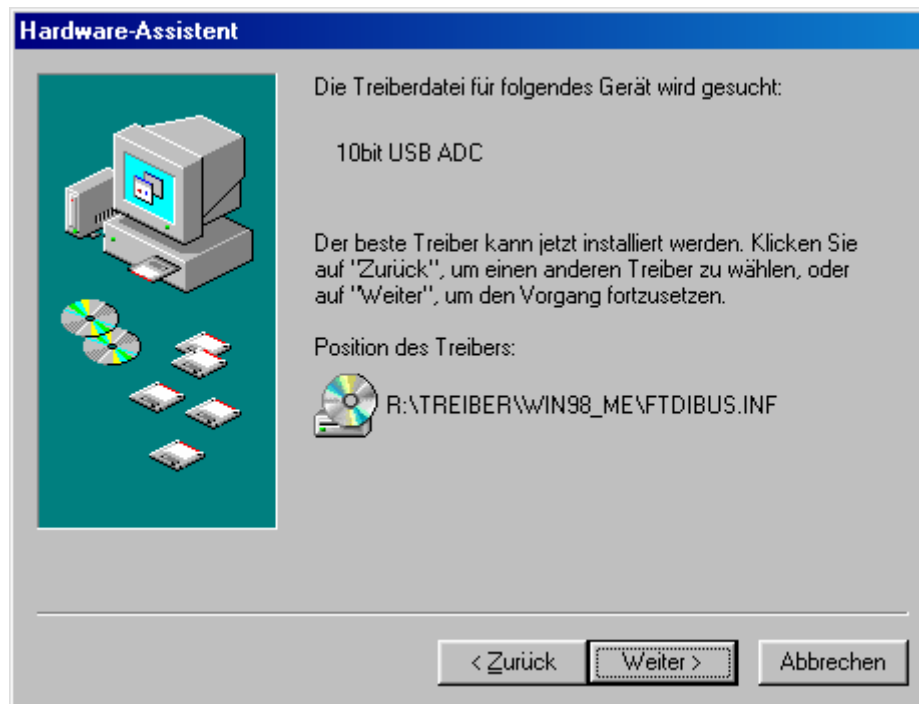 Hardware-Assistent
Die Treiberdatei für folgendes Gerät wird gesucht:
10bit USB ADC
Der beste Treiber kann jetzt installiert werden. Klicken Sie
auf "Zurück", um einen anderen Treiber zu wählen, oder
auf "Weiter", um den Vorgang fortzusetzen.
Position des Treibers:
R:\TREIBER\WIN98_ME\FTDIBUS.INF
< Zurück
Weiter >
Abbrechen